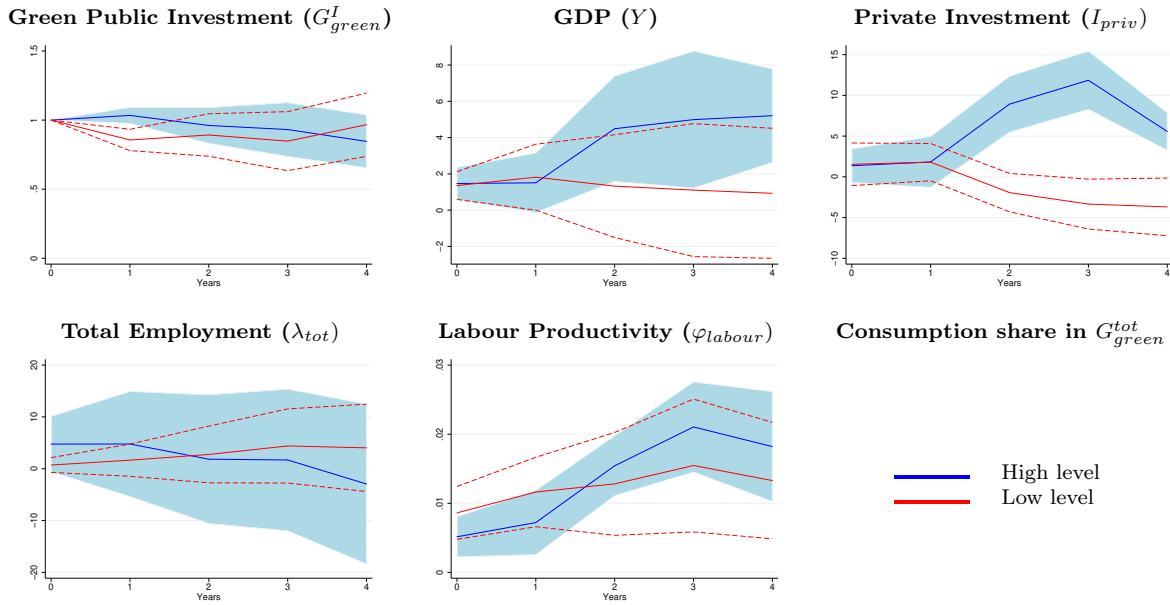 Green Public Investment (G^I_green)
1.5
1
.5
0
0 1 2 3 4
Years
GDP (Y)
8
6
4
2
0
−2
0 1 2 3 4
Years
Private Investment (I_priv)
15
10
5
0
−5
−10
0 1 2 3 4
Years
Total Employment (λ_tot)
20
10
0
−10
−20
0 1 2 3 4
Years
Labour Productivity (φ_labour)
.03
.02
.01
0
0 1 2 3 4
Years
Consumption share in G^tot_green
High level
Low level